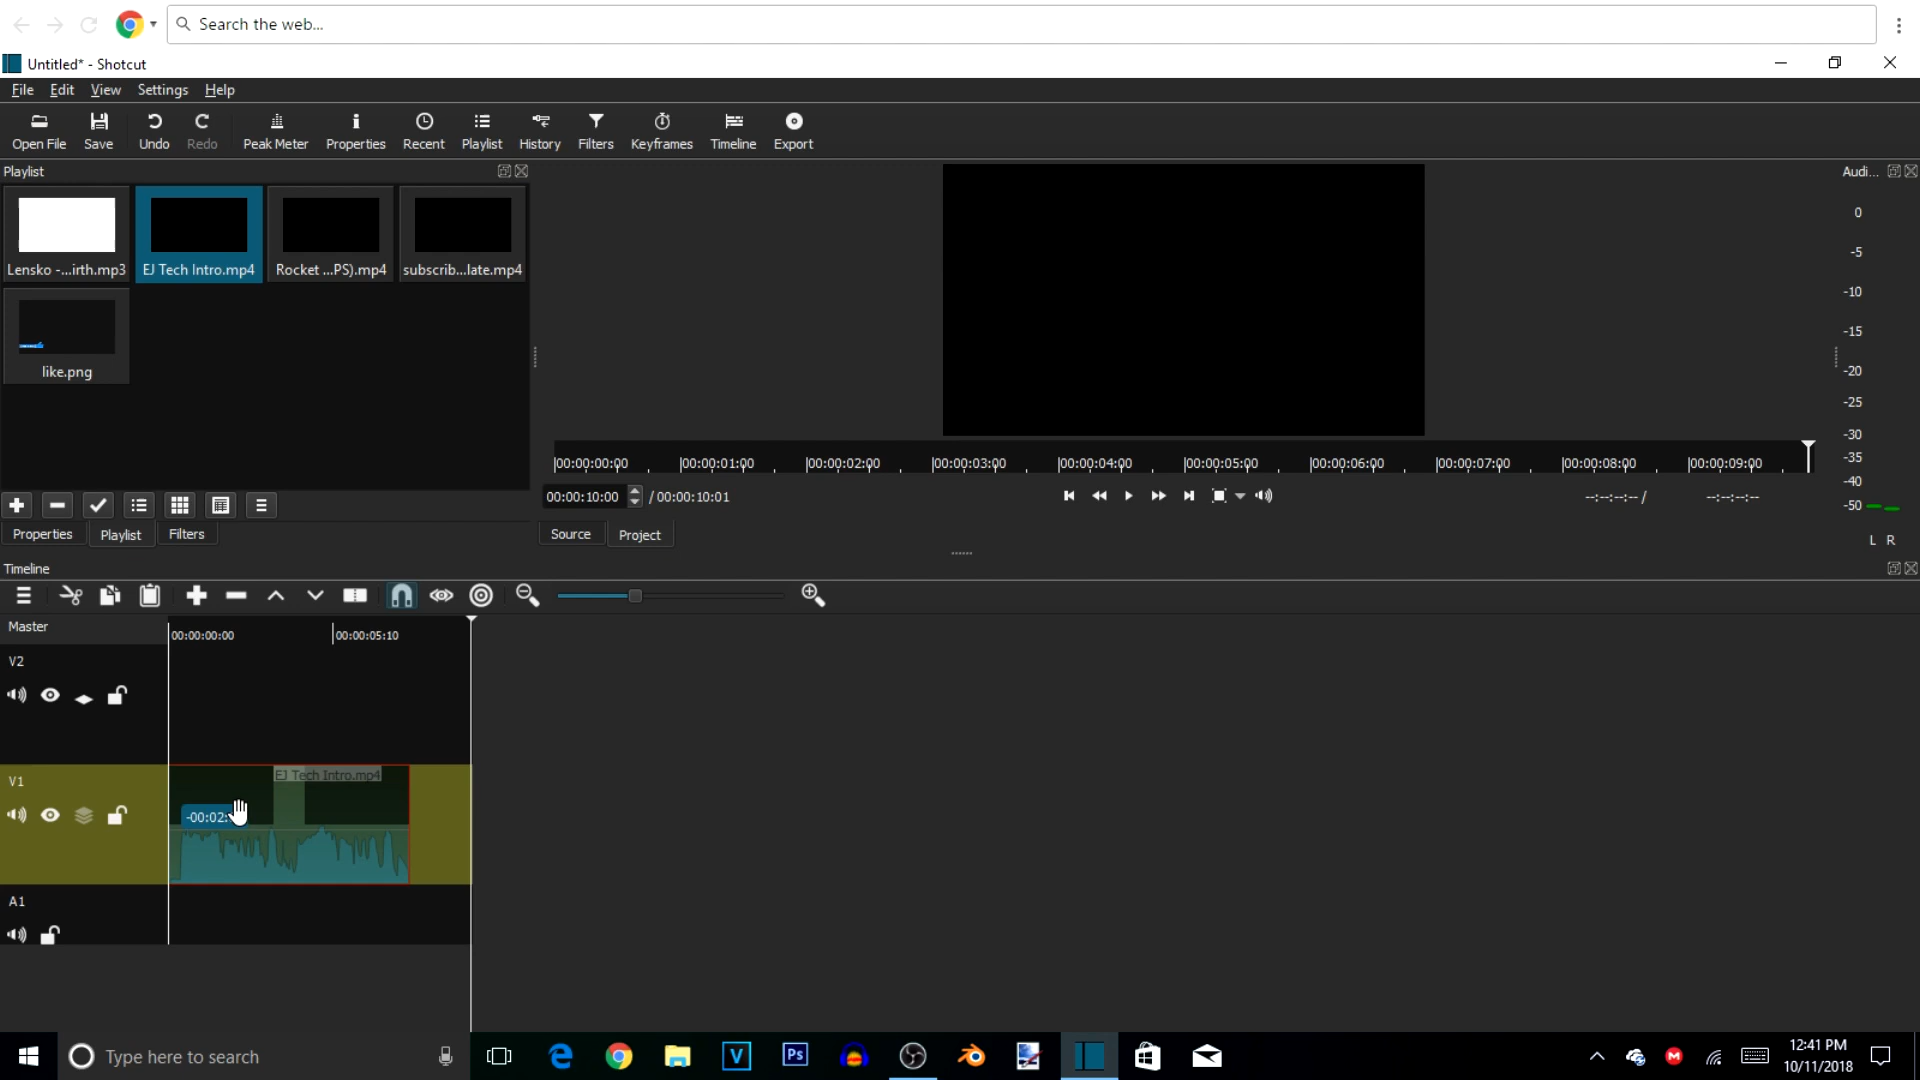 Search the web...
Untitled* - Shotcut
File Edit View Settings Help
Open File Save Undo Redo Peak Meter Properties Recent Playlist History Filters Keyframes Timeline Export
Playlist
Audi...
Lensko -...irth.mp3 EJ Tech Intro.mp4 Rocket ...PS).mp4 subscrib...late.mp4
like.png
0
-5
-10
-15
-20
-25
-30
-35
-40
-50
L R
00:00:00:00 00:00:01:00 00:00:02:00 00:00:03:00 00:00:04:00 00:00:05:00 00:00:06:00 00:00:07:00 00:00:08:00 00:00:09:00
00:00:10:00 / 00:00:10:01 --:--:--:-- / --:--:--:--
Properties Playlist Filters
Source Project
Timeline
Master
00:00:00:00 00:00:05:10
V2
V1
EJ Tech Intro.mp4
-00:02:
A1
Type here to search
V
Ps
M
12:41 PM
10/11/2018